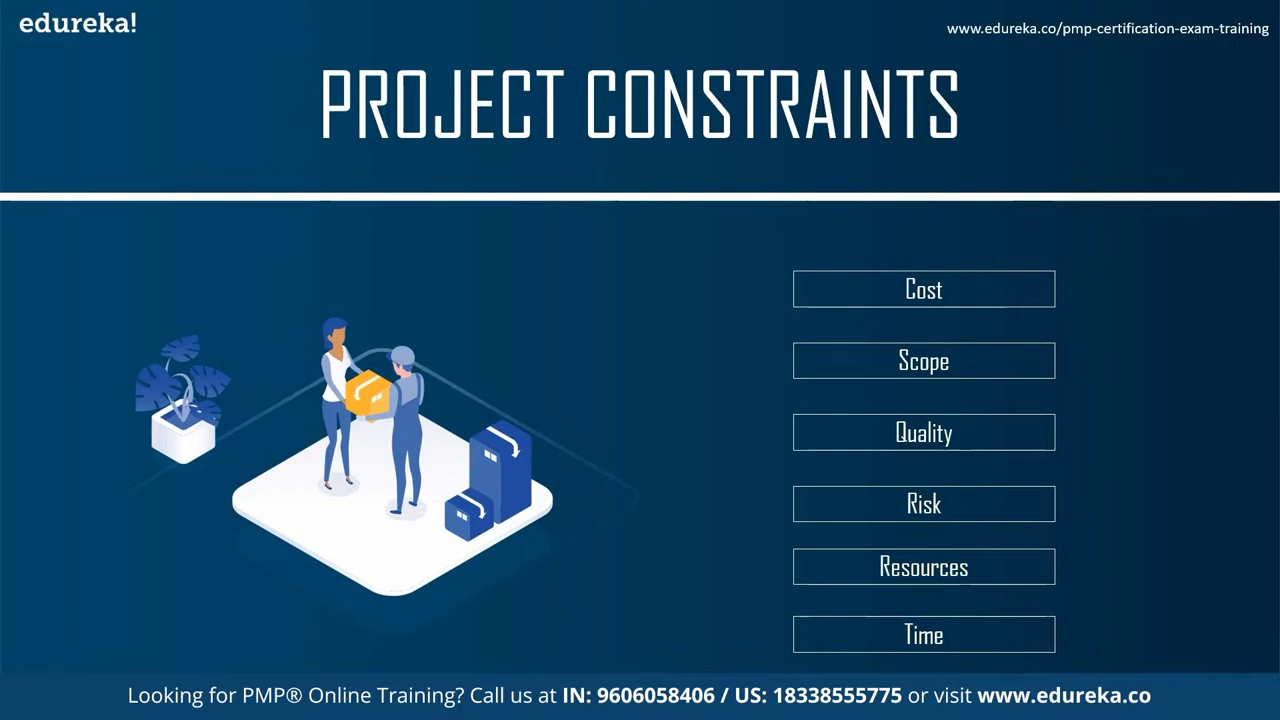 edureka!
www.edureka.co/pmp-certification-exam-training
PROJECT CONSTRAINTS
Cost
Scope
Quality
Risk
Resources
Time
Looking for PMP® Online Training? Call us at IN: 9606058406 / US: 18338555775 or visit www.edureka.co